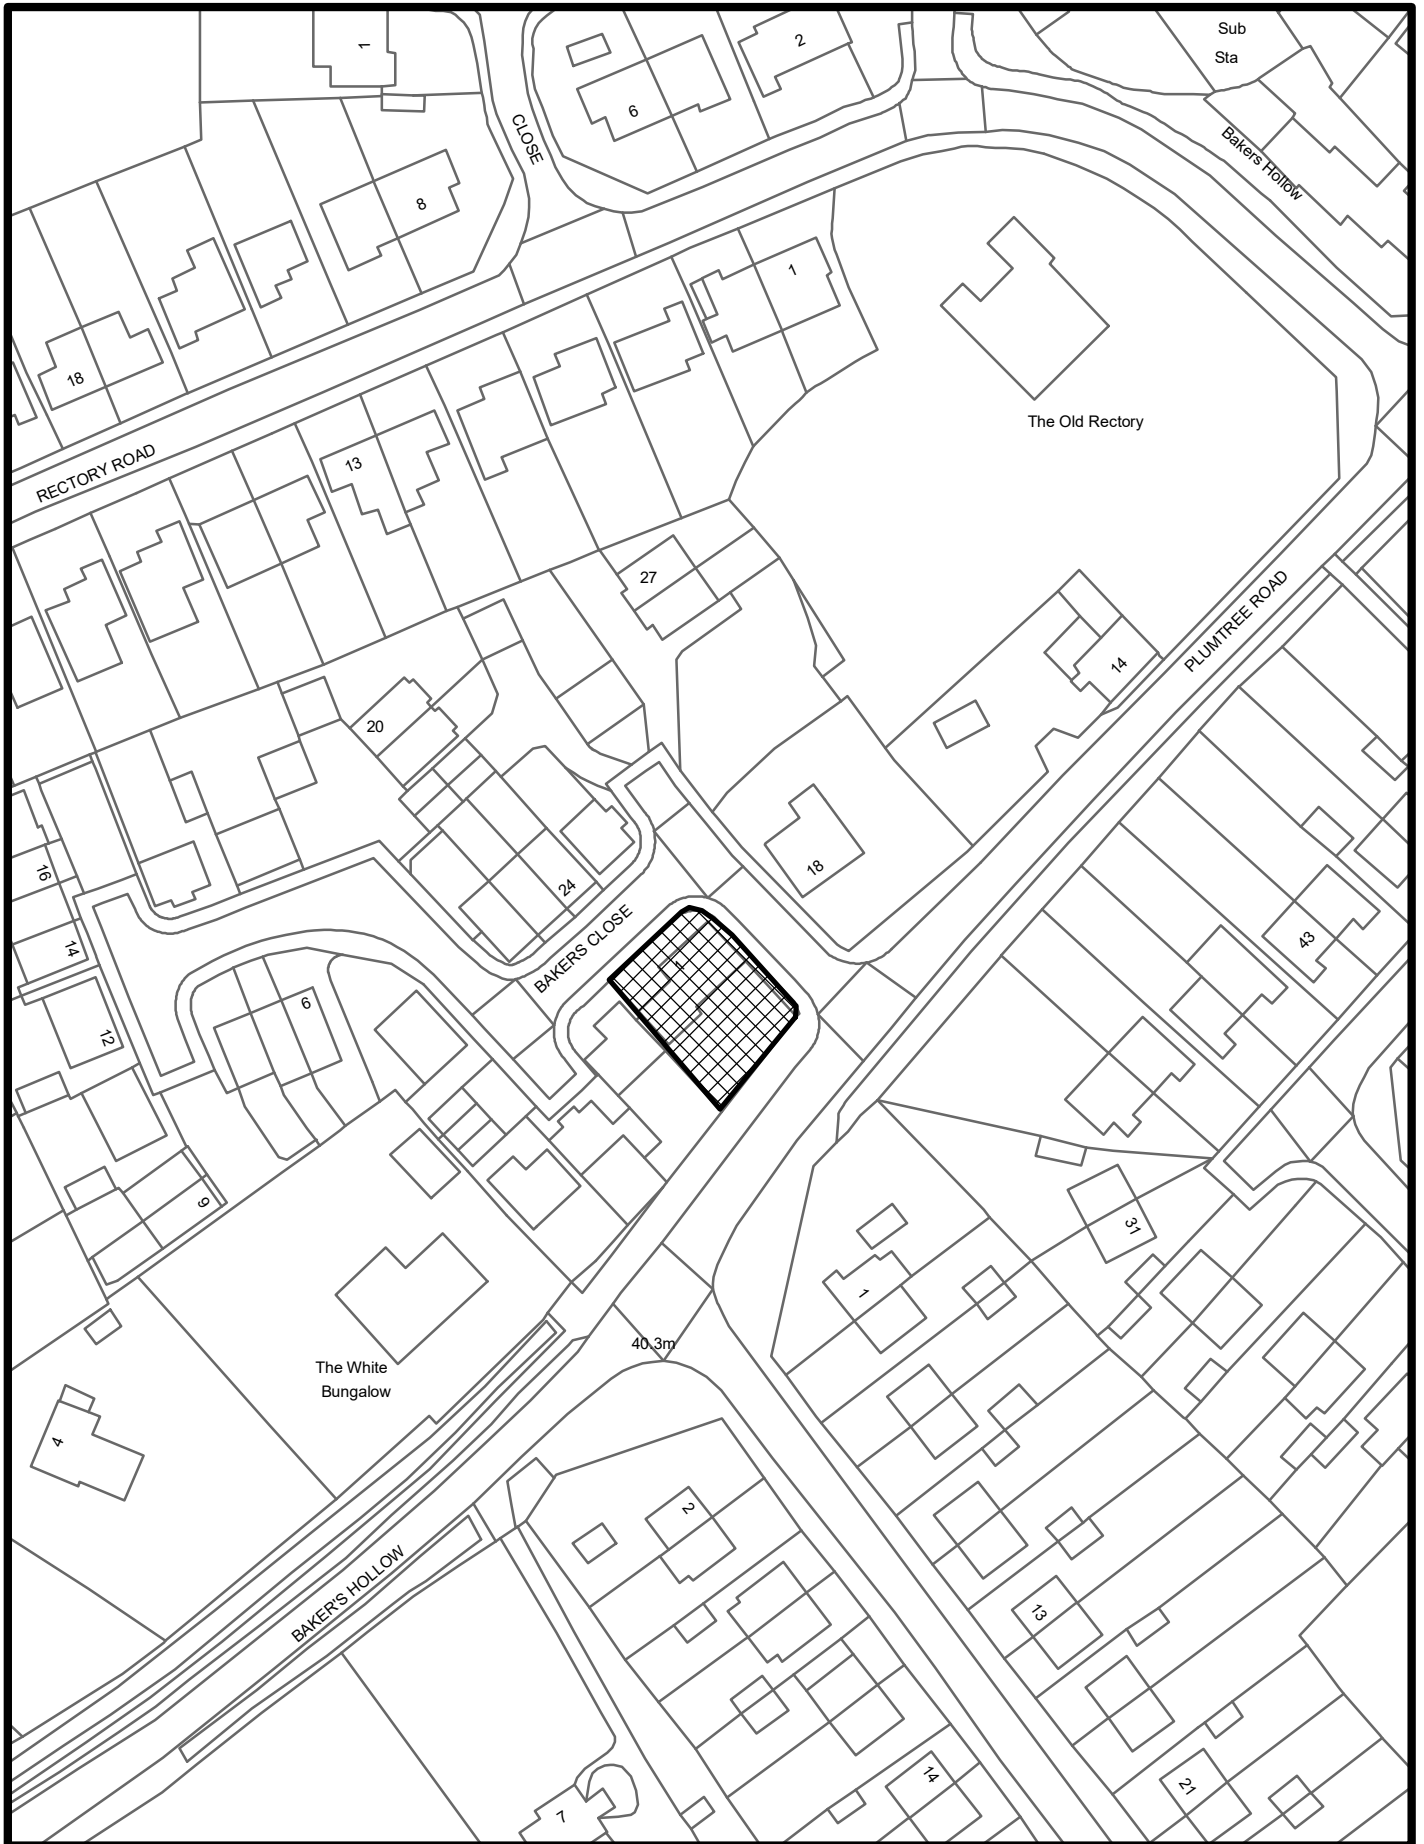 1
2
Sub
Sta
6
CLOSE
Bakers Hollow
8
1
18
The Old Rectory
13
RECTORY ROAD
27
PLUMTREE ROAD
14
20
18
16
24
43
14
BAKERS CLOSE
1
6
12
31
9
1
40.3m
The White
Bungalow
4
2
BAKER'S HOLLOW
13
14
21
7